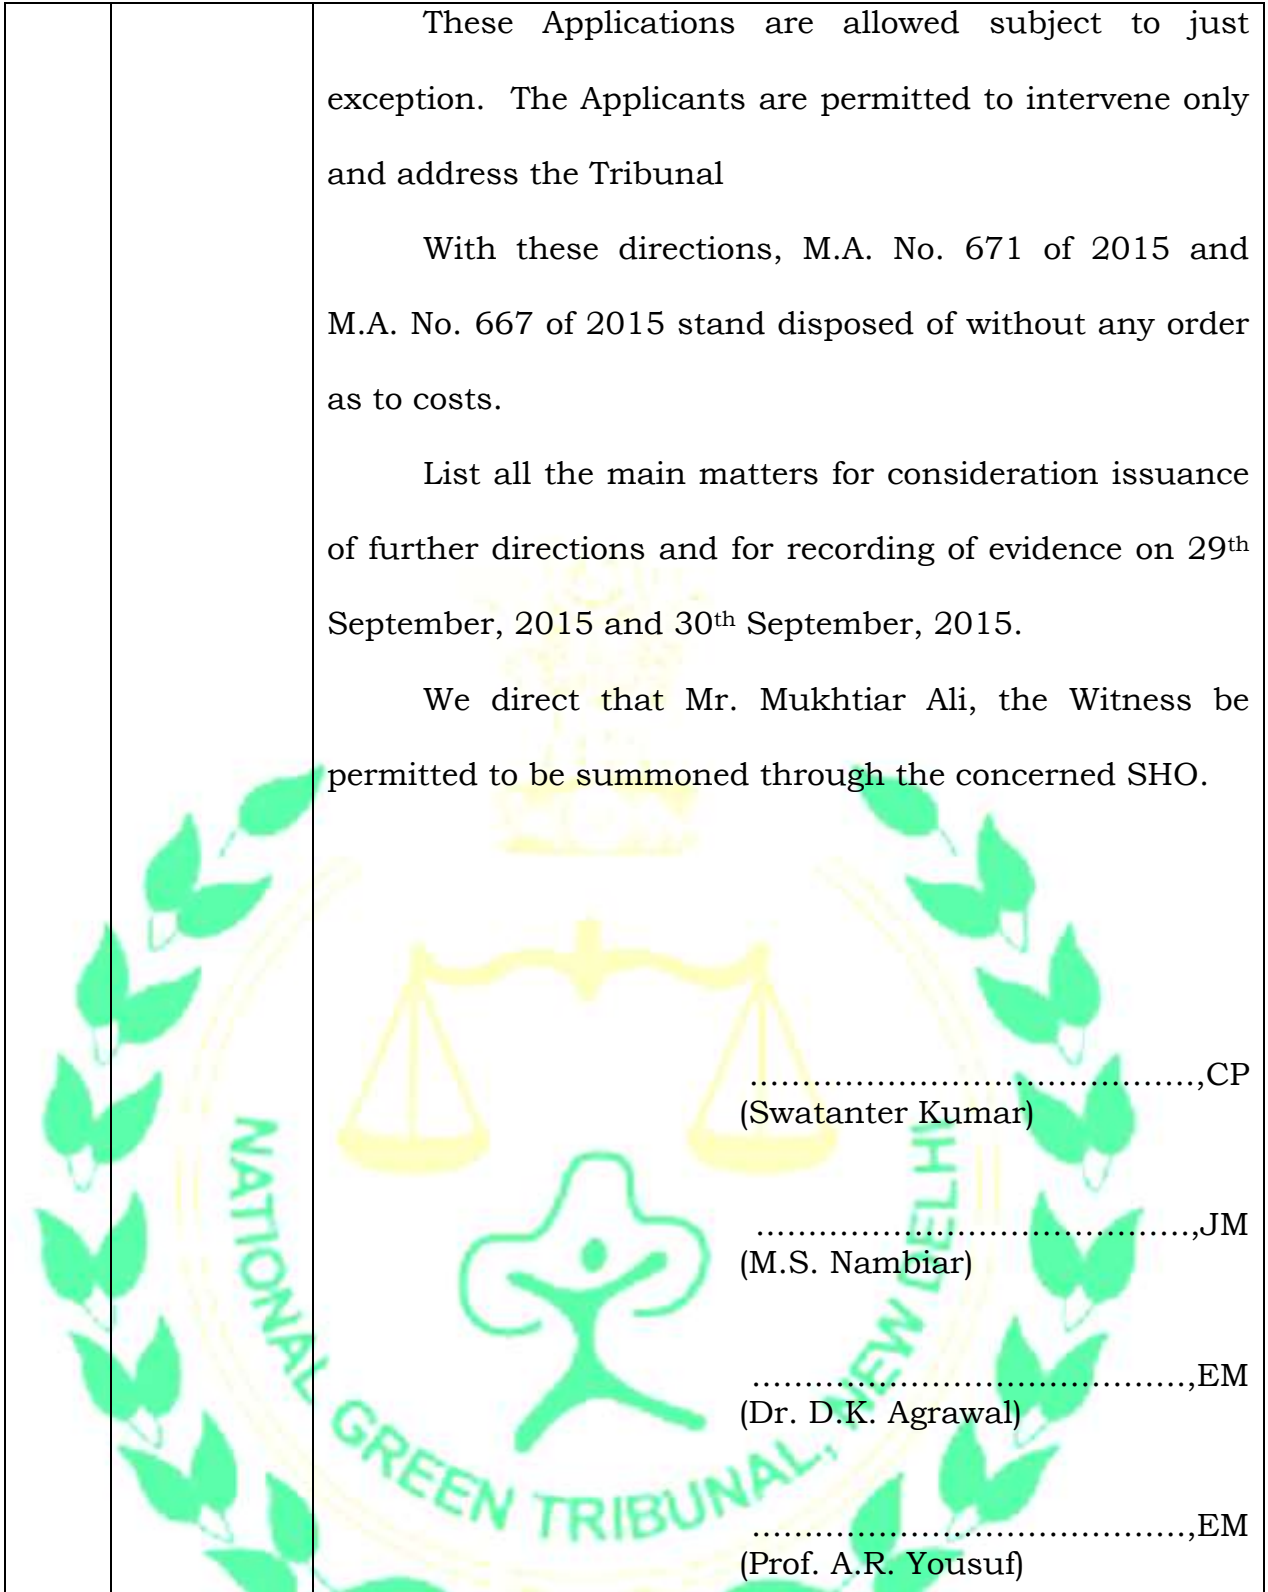 These Applications are allowed subject to just
exception. The Applicants are permitted to intervene only
and address the Tribunal
With these directions, M.A. No. 671 of 2015 and
M.A. No. 667 of 2015 stand disposed of without any order
as to costs.
List all the main matters for consideration issuance
of further directions and for recording of evidence on 29th
September, 2015 and 30th September, 2015.
We direct that Mr. Mukhtiar Ali, the Witness be
permitted to be summoned through the concerned SHO.
..........................................,CP
(Swatanter Kumar)
..........................................,JM
(M.S. Nambiar)
..........................................,EM
(Dr. D.K. Agrawal)
..........................................,EM
(Prof. A.R. Yousuf)
NATIONAL GREEN TRIBUNAL, NEW DELHI